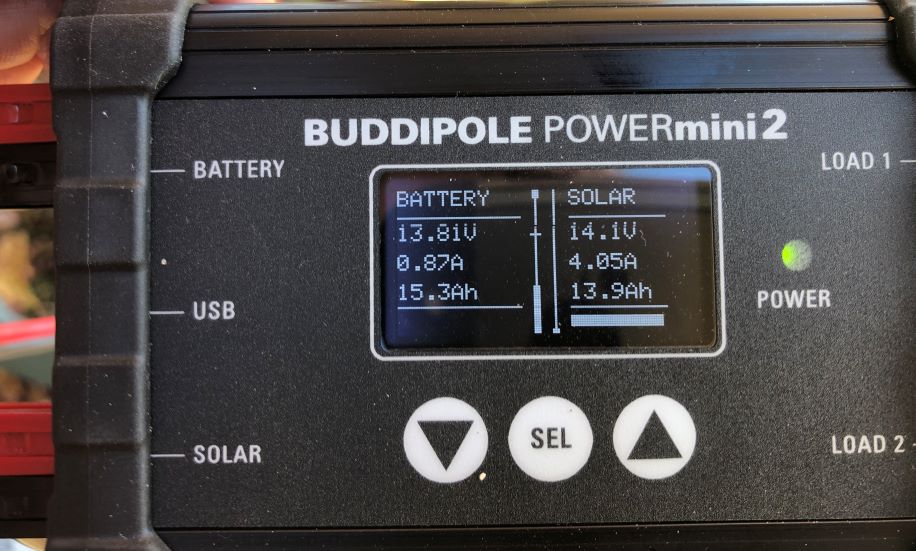 BUDDIPOLE POWERmini2
BATTERY
USB
SOLAR
BATTERY
13.81V
0.87A
15.3Ah
SOLAR
14.1V
4.05A
13.9Ah
LOAD 1
POWER
LOAD 2
SEL